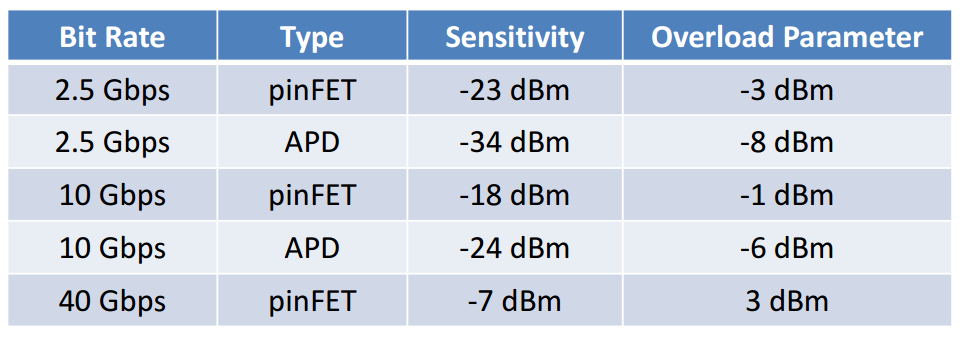 Bit Rate Type Sensitivity Overload Parameter
2.5 Gbps pinFET -23 dBm -3 dBm
2.5 Gbps APD -34 dBm -8 dBm
10 Gbps pinFET -18 dBm -1 dBm
10 Gbps APD -24 dBm -6 dBm
40 Gbps pinFET -7 dBm 3 dBm